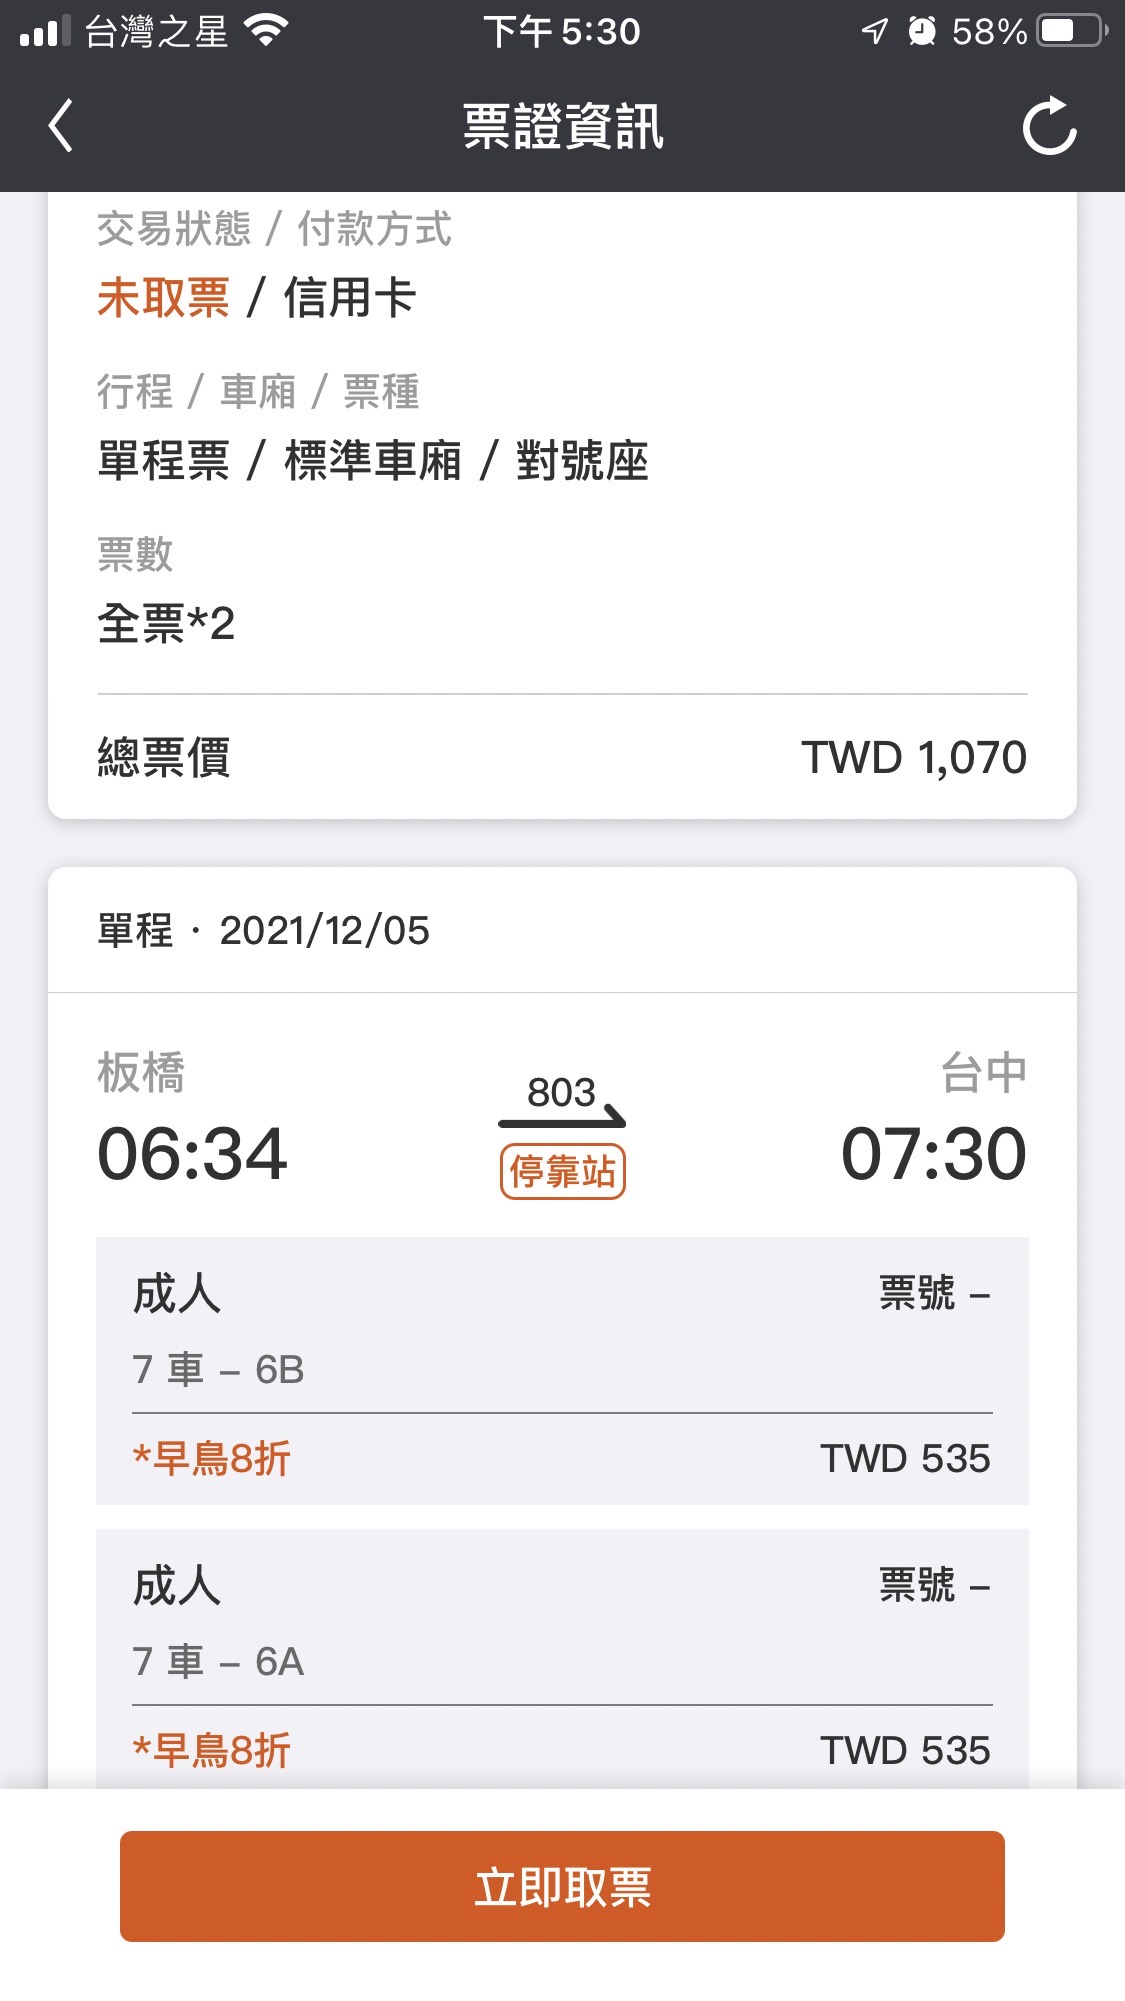 台灣之星 下午 5:30 58%
票證資訊
交易狀態 / 付款方式
未取票 / 信用卡
行程 / 車廂 / 票種
單程票 / 標準車廂 / 對號座
票數
全票*2
總票價 TWD 1,070
單程 · 2021/12/05
板橋 803 台中
06:34 停靠站 07:30
成人 票號 –
7 車 – 6B
*早鳥8折 TWD 535
成人 票號 –
7 車 – 6A
*早鳥8折 TWD 535
立即取票